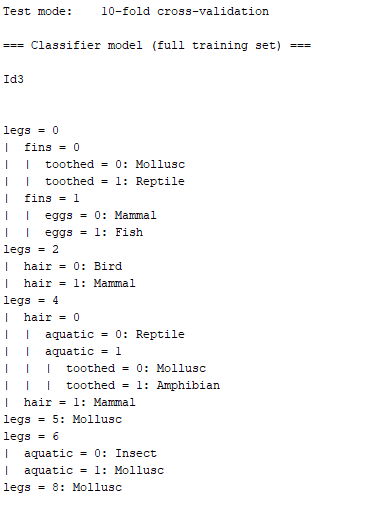 Test mode:    10-fold cross-validation
=== Classifier model (full training set) ===
Id3
legs = 0
|  fins = 0
|  |  toothed = 0: Mollusc
|  |  toothed = 1: Reptile
|  fins = 1
|  |  eggs = 0: Mammal
|  |  eggs = 1: Fish
legs = 2
|  hair = 0: Bird
|  hair = 1: Mammal
legs = 4
|  hair = 0
|  |  aquatic = 0: Reptile
|  |  aquatic = 1
|  |  |  toothed = 0: Mollusc
|  |  |  toothed = 1: Amphibian
|  hair = 1: Mammal
legs = 5: Mollusc
legs = 6
|  aquatic = 0: Insect
|  aquatic = 1: Mollusc
legs = 8: Mollusc